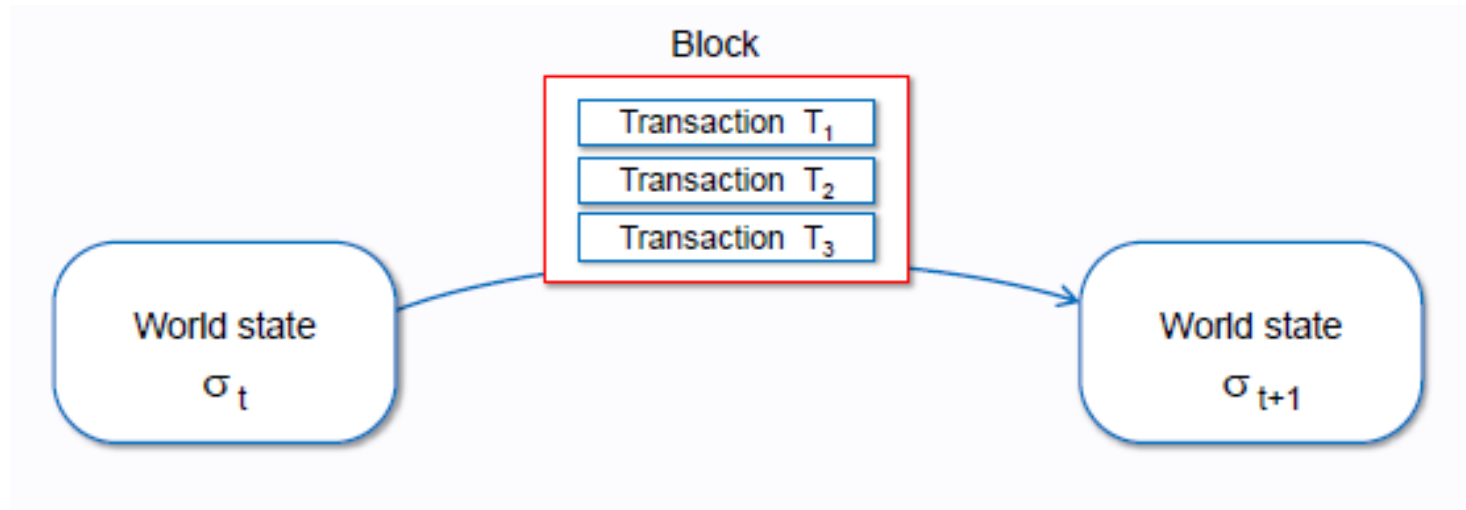 Block
Transaction T₁
Transaction T₂
Transaction T₃
World state
σ t
World state
σ t+1